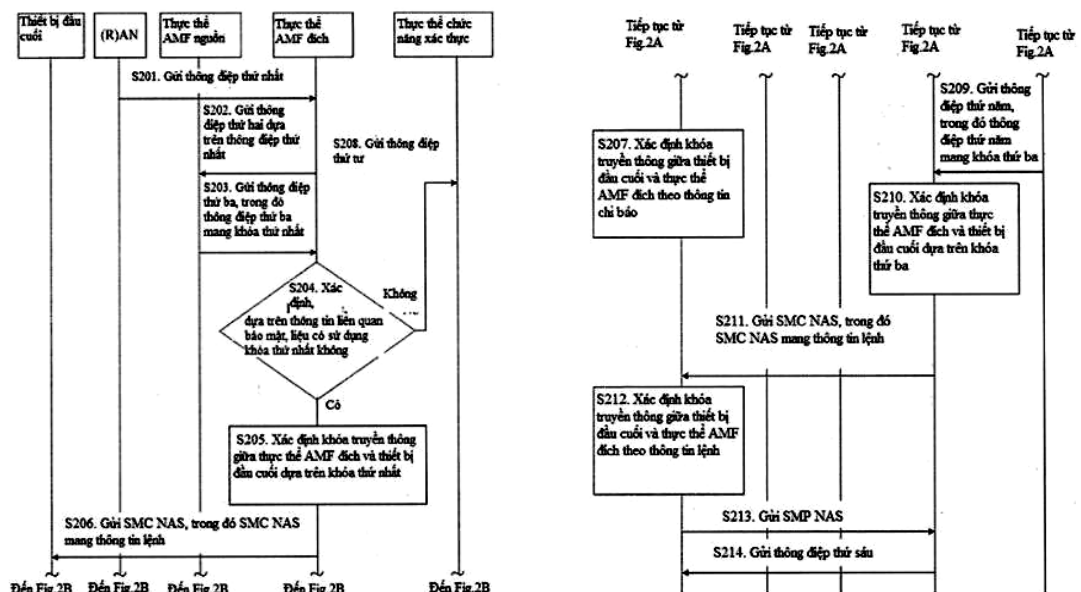 Thiết bị đầu
cuối
(R)AN
Thực thể
AMF nguồn
Thực thể
AMF đích
Thực thể chức
năng xác thực
S201. Gửi thông điệp thứ nhất
S202. Gửi thông
điệp thứ hai dựa
trên thông điệp thứ
nhất
S208. Gửi thông điệp
thứ tư
S203. Gửi thông điệp
thứ ba, trong đó
thông điệp thứ ba
mang khóa thứ nhất
S204. Xác
định,
dựa trên thông tin liên quan
bảo mật, liệu có sử dụng
khóa thứ nhất không
Không
Có
S205. Xác định khóa truyền thông
giữa thực thể AMF đích và thiết bị
đầu cuối dựa trên khóa thứ nhất
S206. Gửi SMC NAS, trong đó SMC NAS
mang thông tin lệnh
Đến Fig.2B
Đến Fig.2B
Đến Fig.2B
Đến Fig.2B
Đến Fig.2B
Tiếp tục từ
Fig.2A
Tiếp tục từ
Fig.2A
Tiếp tục từ
Fig.2A
Tiếp tục từ
Fig.2A
Tiếp tục từ
Fig.2A
S209. Gửi thông
điệp thứ năm,
trong đó thông
điệp thứ năm
mang khóa thứ ba
S207. Xác định khóa
truyền thông giữa thiết bị
đầu cuối và thực thể
AMF đích theo thông tin
chỉ báo
S210. Xác định khóa
truyền thông giữa thực
thể AMF đích và thiết bị
đầu cuối dựa trên khóa
thứ ba
S211. Gửi SMC NAS, trong đó
SMC NAS mang thông tin lệnh
S212. Xác định khóa
truyền thông giữa thiết bị
đầu cuối và thực thể AMF
đích theo thông tin lệnh
S213. Gửi SMP NAS
S214. Gửi thông điệp thứ sáu